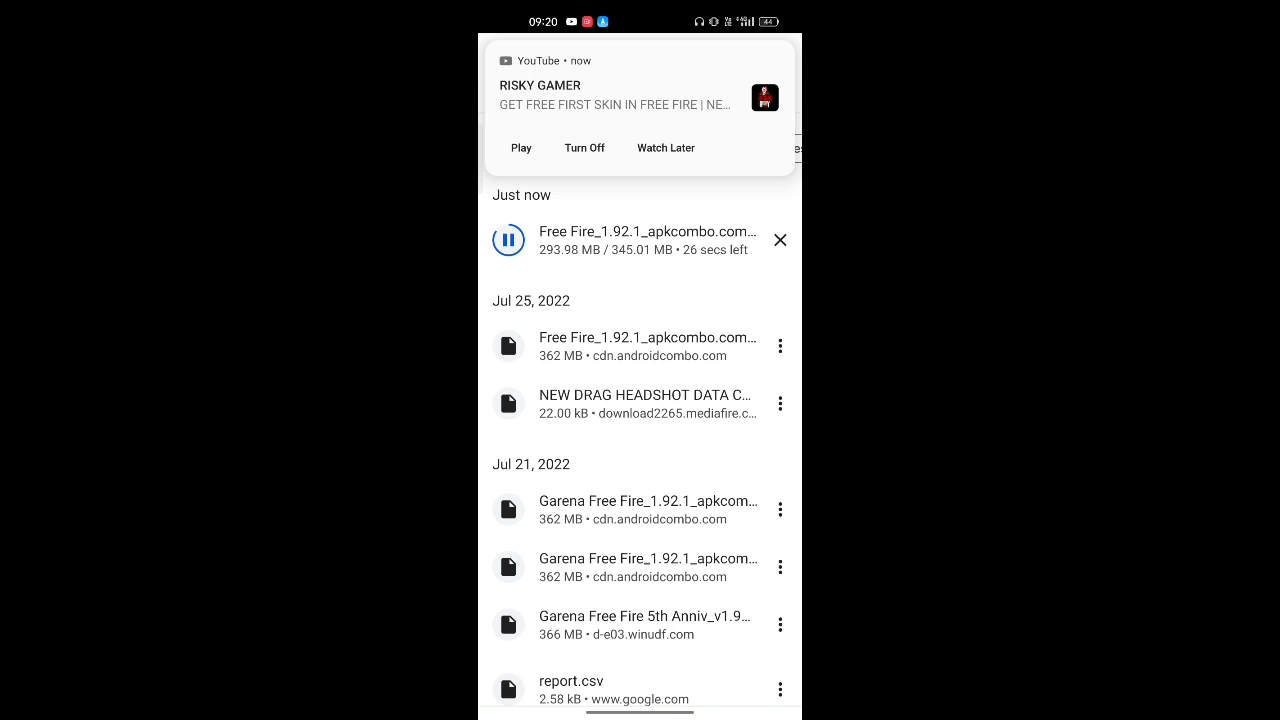 09:20
44
YouTube • now
RISKY GAMER
GET FREE FIRST SKIN IN FREE FIRE | NE...
Play Turn Off Watch Later
Just now
Free Fire_1.92.1_apkcombo.com...
293.98 MB / 345.01 MB • 26 secs left
Jul 25, 2022
Free Fire_1.92.1_apkcombo.com...
362 MB • cdn.androidcombo.com
NEW DRAG HEADSHOT DATA C...
22.00 kB • download2265.mediafire.c...
Jul 21, 2022
Garena Free Fire_1.92.1_apkcom...
362 MB • cdn.androidcombo.com
Garena Free Fire_1.92.1_apkcom...
362 MB • cdn.androidcombo.com
Garena Free Fire 5th Anniv_v1.9...
366 MB • d-e03.winudf.com
report.csv
2.58 kB • www.google.com